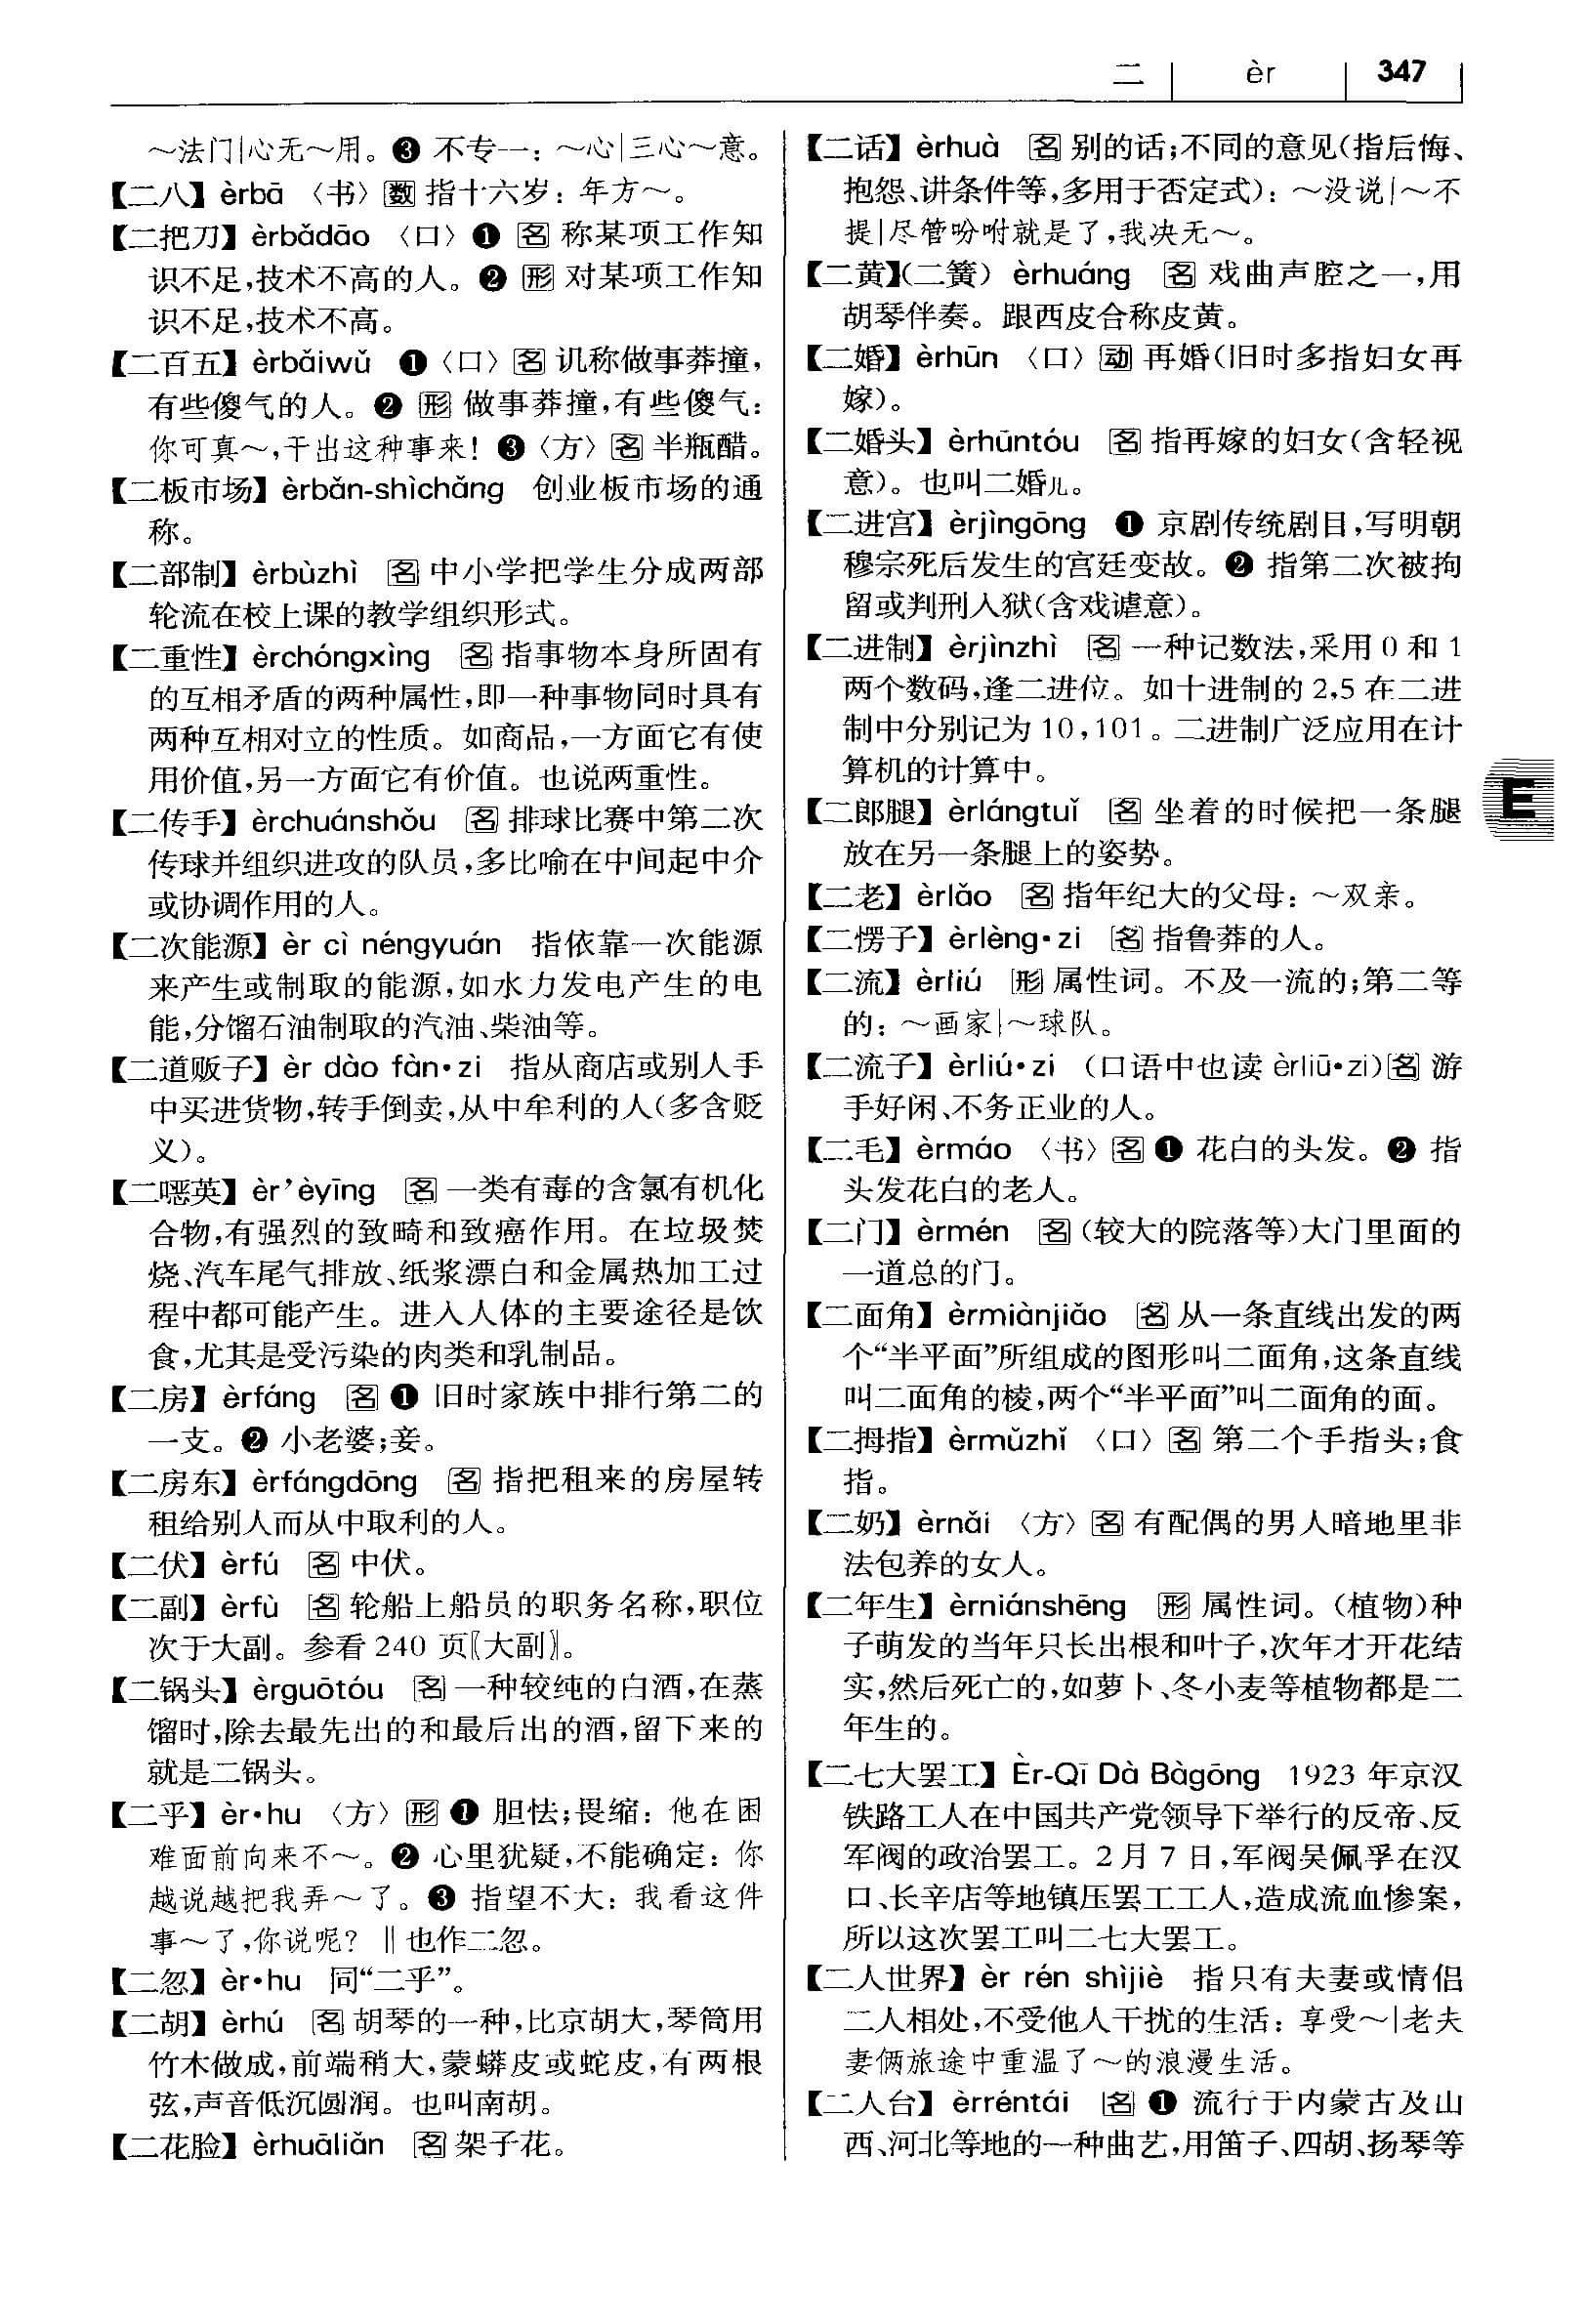 二 èr 347
～法门|心无～用。❸ 不专一：～心|三心～意。
【二八】èrbā 〈书〉数 指十六岁：年方～。
【二把刀】èrbǎdāo 〈口〉❶ 名 称某项工作知
识不足,技术不高的人。❷ 形 对某项工作知
识不足,技术不高。
【二百五】èrbǎiwǔ ❶〈口〉名 讥称做事莽撞,
有些傻气的人。❷ 形 做事莽撞,有些傻气：
你可真～,干出这种事来！❸〈方〉名 半瓶醋。
【二板市场】èrbǎn-shìchǎng 创业板市场的通
称。
【二部制】èrbùzhì 名 中小学把学生分成两部
轮流在校上课的教学组织形式。
【二重性】èrchóngxìng 名 指事物本身所固有
的互相矛盾的两种属性,即一种事物同时具有
两种互相对立的性质。如商品,一方面它有使
用价值,另一方面它有价值。也说两重性。
【二传手】èrchuánshǒu 名 排球比赛中第二次
传球并组织进攻的队员,多比喻在中间起中介
或协调作用的人。
【二次能源】èr cì néngyuán 指依靠一次能源
来产生或制取的能源,如水力发电产生的电
能,分馏石油制取的汽油、柴油等。
【二道贩子】èr dào fàn·zi 指从商店或别人手
中买进货物,转手倒卖,从中牟利的人(多含贬
义)。
【二噁英】èr’èyīng 名 一类有毒的含氯有机化
合物,有强烈的致畸和致癌作用。在垃圾焚
烧、汽车尾气排放、纸浆漂白和金属热加工过
程中都可能产生。进入人体的主要途径是饮
食,尤其是受污染的肉类和乳制品。
【二房】èrfáng 名 ❶ 旧时家族中排行第二的
一支。❷ 小老婆;妾。
【二房东】èrfángdōng 名 指把租来的房屋转
租给别人而从中取利的人。
【二伏】èrfú 名 中伏。
【二副】èrfù 名 轮船上船员的职务名称,职位
次于大副。参看 240 页〖大副〗。
【二锅头】èrguōtóu 名 一种较纯的白酒,在蒸
馏时,除去最先出的和最后出的酒,留下来的
就是二锅头。
【二乎】èr·hu 〈方〉形 ❶ 胆怯;畏缩：他在困
难面前向来不～。❷ 心里犹疑,不能确定：你
越说越把我弄～了。❸ 指望不大：我看这件
事～了,你说呢？‖也作二忽。
【二忽】èr·hu 同“二乎”。
【二胡】èrhú 名 胡琴的一种,比京胡大,琴筒用
竹木做成,前端稍大,蒙蟒皮或蛇皮,有两根
弦,声音低沉圆润。也叫南胡。
【二花脸】èrhuāliǎn 名 架子花。
【二话】èrhuà 名 别的话;不同的意见(指后悔、
抱怨、讲条件等,多用于否定式)：～没说|～不
提|尽管吩咐就是了,我决无～。
【二黄】(二簧) èrhuáng 名 戏曲声腔之一,用
胡琴伴奏。跟西皮合称皮黄。
【二婚】èrhūn 〈口〉动 再婚(旧时多指妇女再
嫁)。
【二婚头】èrhūntóu 名 指再嫁的妇女(含轻视
意)。也叫二婚儿。
【二进宫】èrjìngōng ❶ 京剧传统剧目,写明朝
穆宗死后发生的宫廷变故。❷ 指第二次被拘
留或判刑入狱(含戏谑意)。
【二进制】èrjìnzhì 名 一种记数法,采用 0 和 1
两个数码,逢二进位。如十进制的 2,5 在二进
制中分别记为 10,101。二进制广泛应用在计
算机的计算中。
【二郎腿】èrlángtuǐ 名 坐着的时候把一条腿
放在另一条腿上的姿势。
【二老】èrlǎo 名 指年纪大的父母：～双亲。
【二愣子】èrlèng·zi 名 指鲁莽的人。
【二流】èrliú 形 属性词。不及一流的;第二等
的：～画家|～球队。
【二流子】èrliú·zi (口语中也读 èrliū·zi)名 游
手好闲、不务正业的人。
【二毛】èrmáo 〈书〉名 ❶ 花白的头发。❷ 指
头发花白的老人。
【二门】èrmén 名 (较大的院落等)大门里面的
一道总的门。
【二面角】èrmiànjiǎo 名 从一条直线出发的两
个“半平面”所组成的图形叫二面角,这条直线
叫二面角的棱,两个“半平面”叫二面角的面。
【二拇指】èrmǔzhǐ 〈口〉名 第二个手指头;食
指。
【二奶】èrnǎi 〈方〉名 有配偶的男人暗地里非
法包养的女人。
【二年生】èrniánshēng 形 属性词。(植物)种
子萌发的当年只长出根和叶子,次年才开花结
实,然后死亡的,如萝卜、冬小麦等植物都是二
年生的。
【二七大罢工】Èr-Qī Dà Bàgōng 1923 年京汉
铁路工人在中国共产党领导下举行的反帝、反
军阀的政治罢工。2 月 7 日,军阀吴佩孚在汉
口、长辛店等地镇压罢工工人,造成流血惨案,
所以这次罢工叫二七大罢工。
【二人世界】èr rén shìjiè 指只有夫妻或情侣
二人相处,不受他人干扰的生活：享受～|老夫
妻俩旅途中重温了～的浪漫生活。
【二人台】èrréntái 名 ❶ 流行于内蒙古及山
西、河北等地的一种曲艺,用笛子、四胡、扬琴等
E